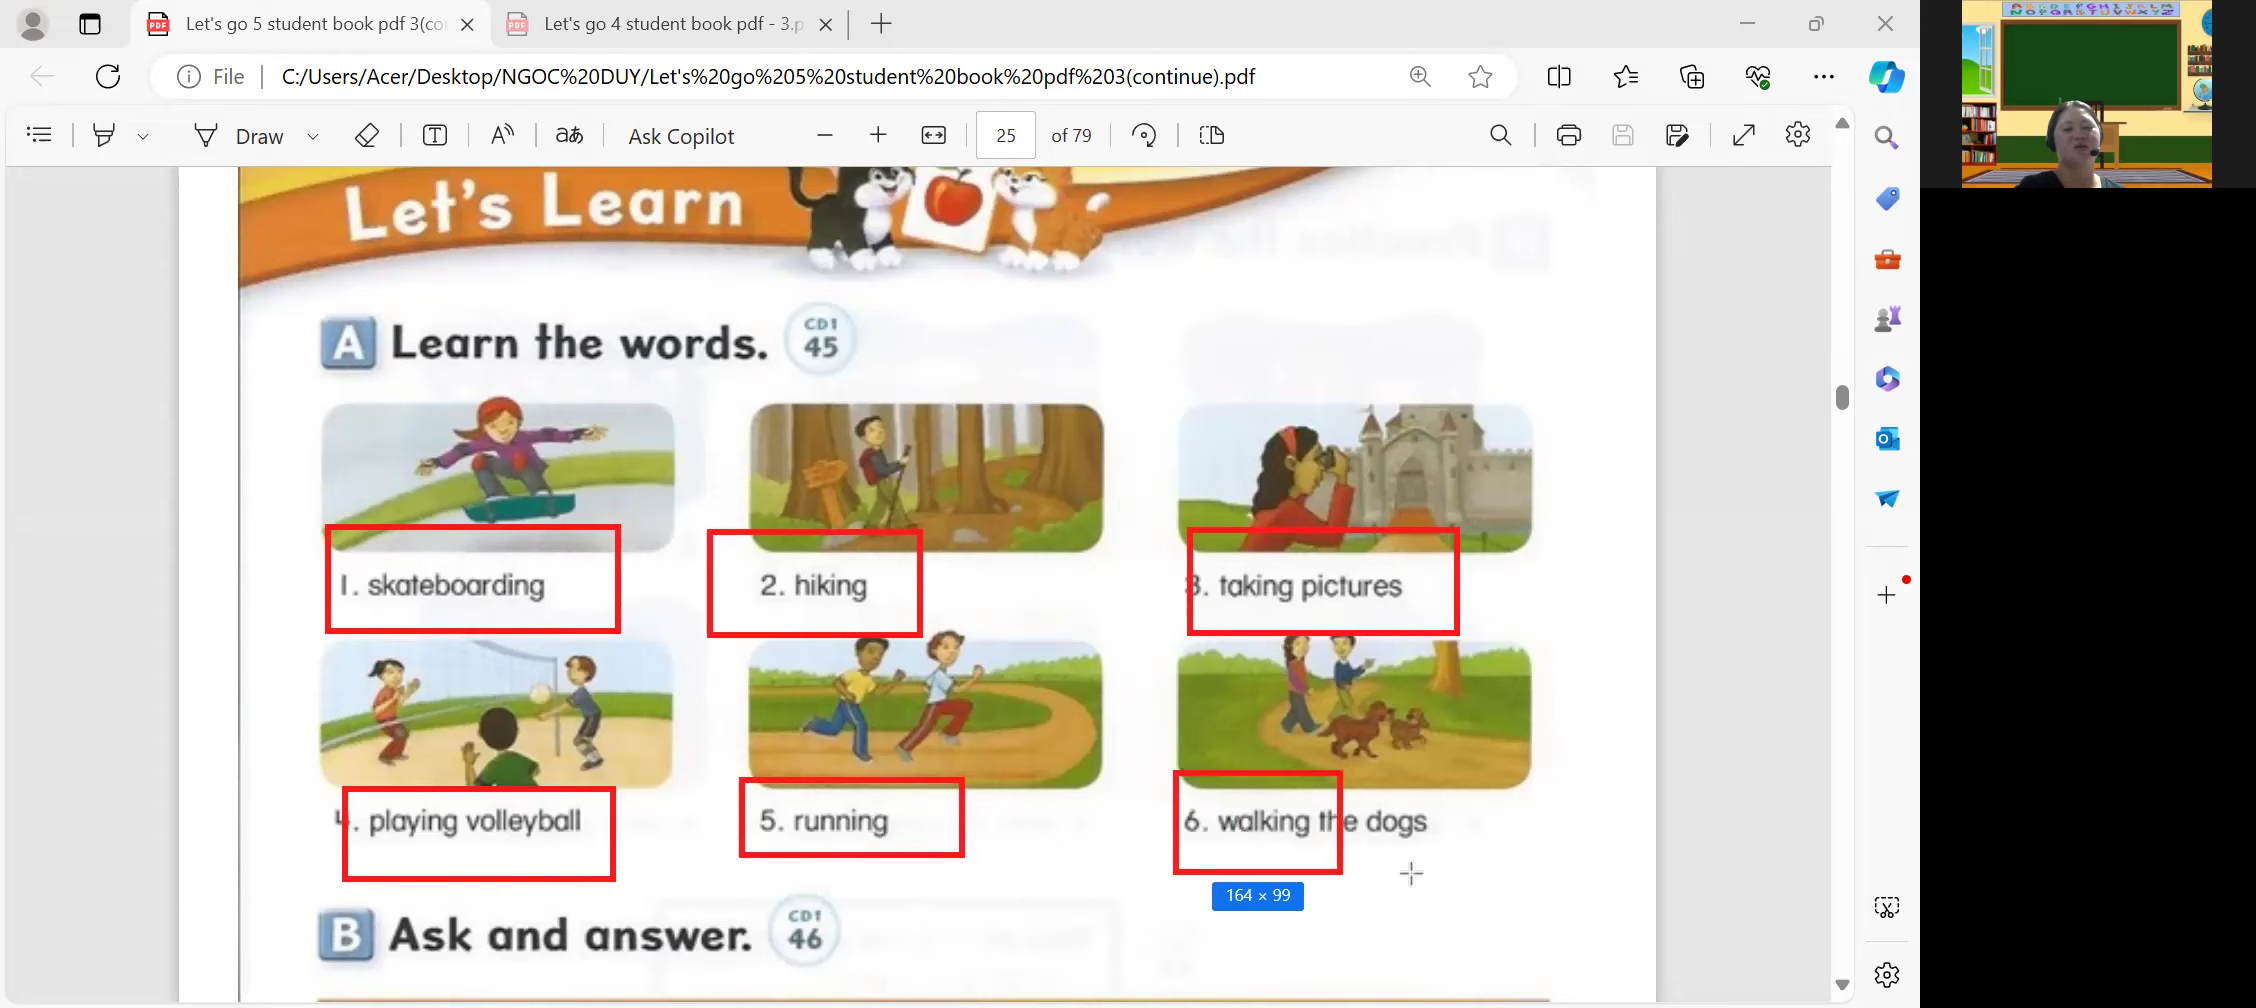 Let's go 5 student book pdf 3(co
Let's go 4 student book pdf - 3.p
File
C:/Users/Acer/Desktop/NGOC%20DUY/Let's%20go%205%20student%20book%20pdf%203(continue).pdf
Draw
Ask Copilot
25
of 79
Let's Learn
A Learn the words. CD1 45
1. skateboarding
2. hiking
3. taking pictures
4. playing volleyball
5. running
6. walking the dogs
164 × 99
B Ask and answer. CD1 46